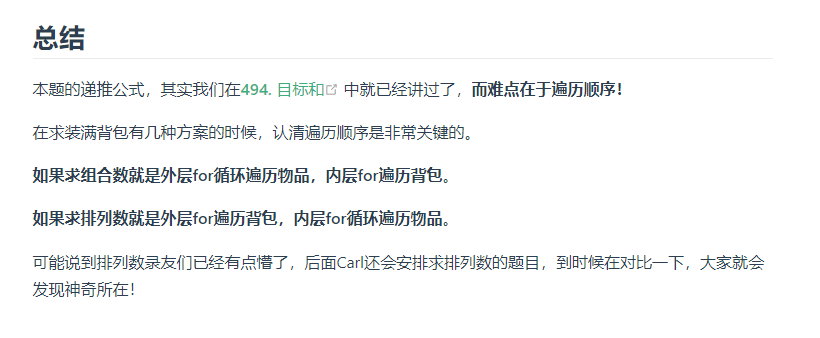 总结
本题的递推公式，其实我们在494. 目标和 中就已经讲过了，而难点在于遍历顺序！
在求装满背包有几种方案的时候，认清遍历顺序是非常关键的。
如果求组合数就是外层for循环遍历物品，内层for遍历背包。
如果求排列数就是外层for遍历背包，内层for循环遍历物品。
可能说到排列数录友们已经有点懵了，后面Carl还会安排求排列数的题目，到时候在对比一下，大家就会
发现神奇所在！